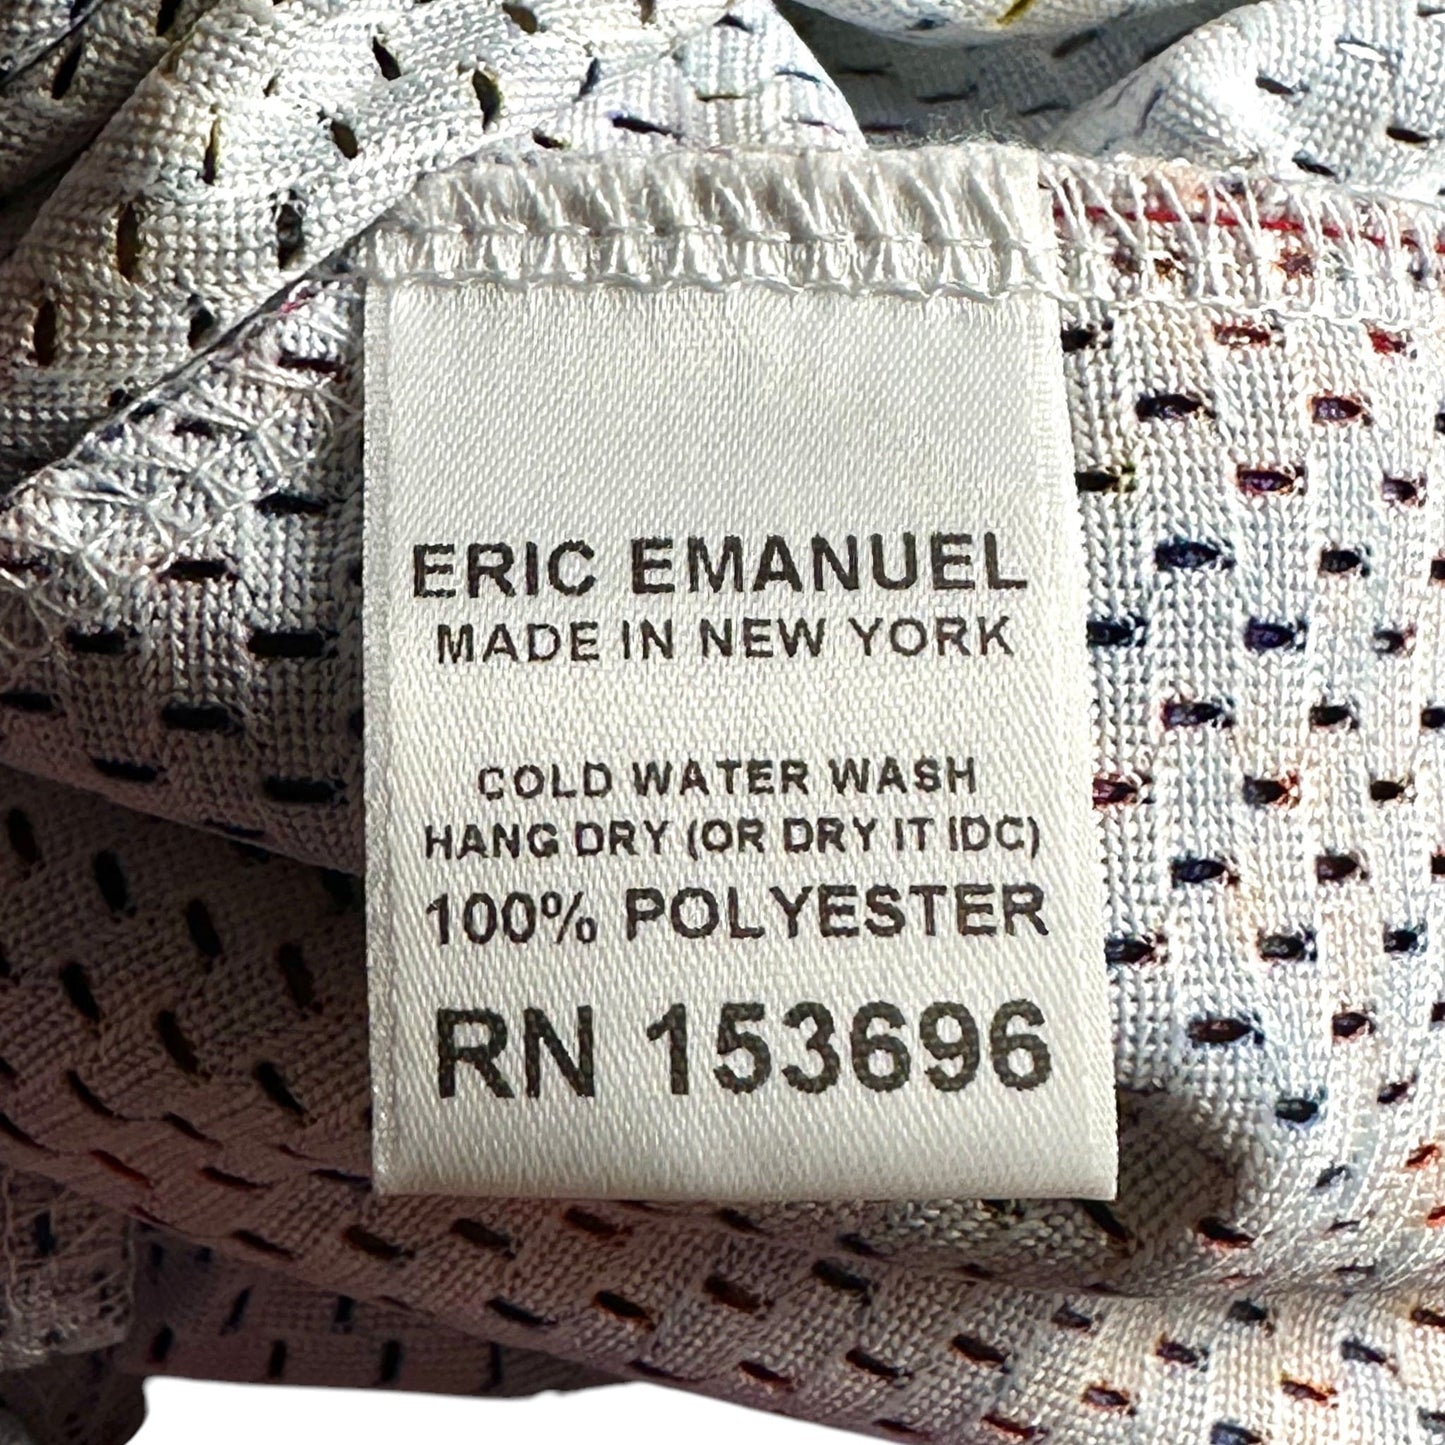 ERIC EMANUEL
MADE IN NEW YORK
COLD WATER WASH
HANG DRY (OR DRY IT IDC)
100% POLYESTER
RN 153696